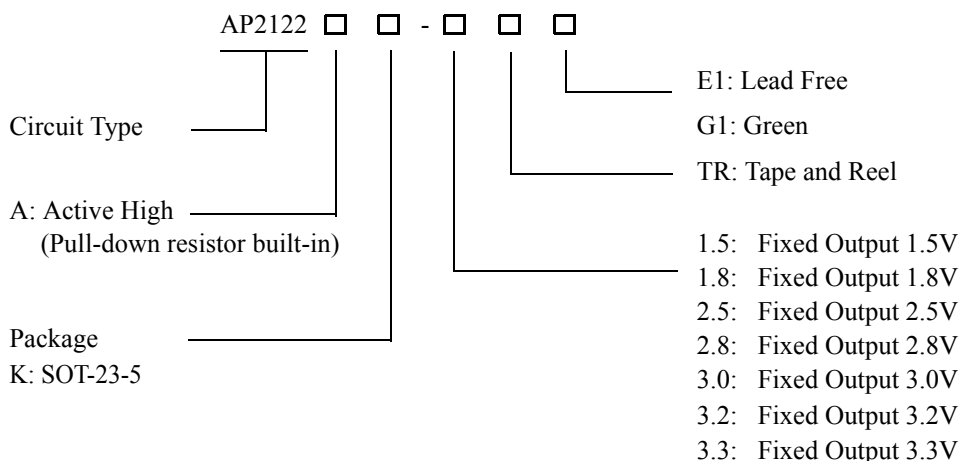 AP2122 -
E1: Lead Free
Circuit Type
G1: Green
TR: Tape and Reel
A: Active High
(Pull-down resistor built-in)
1.5: Fixed Output 1.5V
1.8: Fixed Output 1.8V
2.5: Fixed Output 2.5V
Package
2.8: Fixed Output 2.8V
K: SOT-23-5
3.0: Fixed Output 3.0V
3.2: Fixed Output 3.2V
3.3: Fixed Output 3.3V